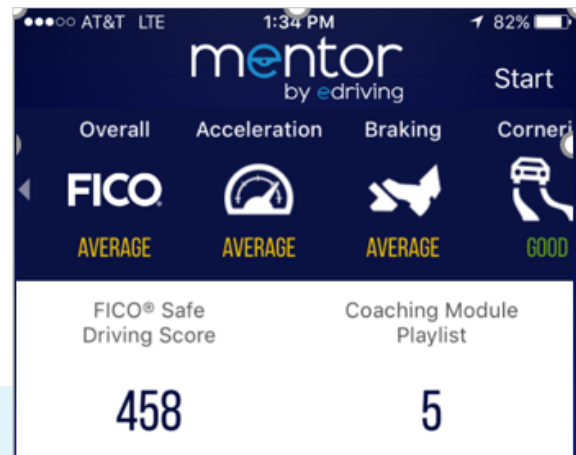 AT&T LTE 1:34 PM 82%
mentor
by edriving
Start
Overall Acceleration Braking Corneri
FICO
AVERAGE AVERAGE AVERAGE GOOD
FICO® Safe
Driving Score
Coaching Module
Playlist
458 5